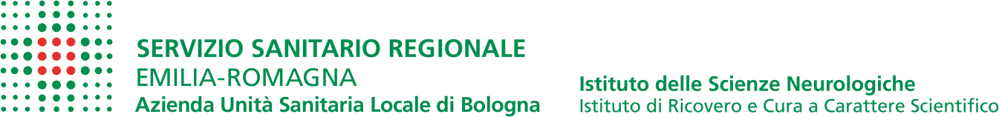 SERVIZIO SANITARIO REGIONALE
EMILIA-ROMAGNA
Azienda Unità Sanitaria Locale di Bologna
Istituto delle Scienze Neurologiche
Istituto di Ricovero e Cura a Carattere Scientifico